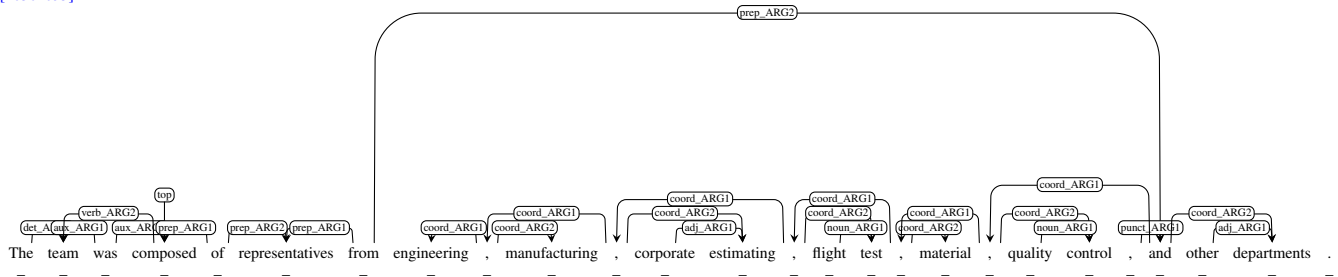 prep_ARG2
top
coord_ARG1
coord_ARG1 coord_ARG1
verb_ARG2 coord_ARG1 coord_ARG2 coord_ARG2 coord_ARG1 coord_ARG2 coord_ARG2
aux_ARG1 prep_ARG1 prep_ARG2 prep_ARG1 coord_ARG1 coord_ARG2 adj_ARG1 noun_ARG1 coord_ARG2 noun_ARG1 punct_ARG1 adj_ARG1
The team was composed of representatives from engineering , manufacturing , corporate estimating , flight test , material , quality control , and other departments .